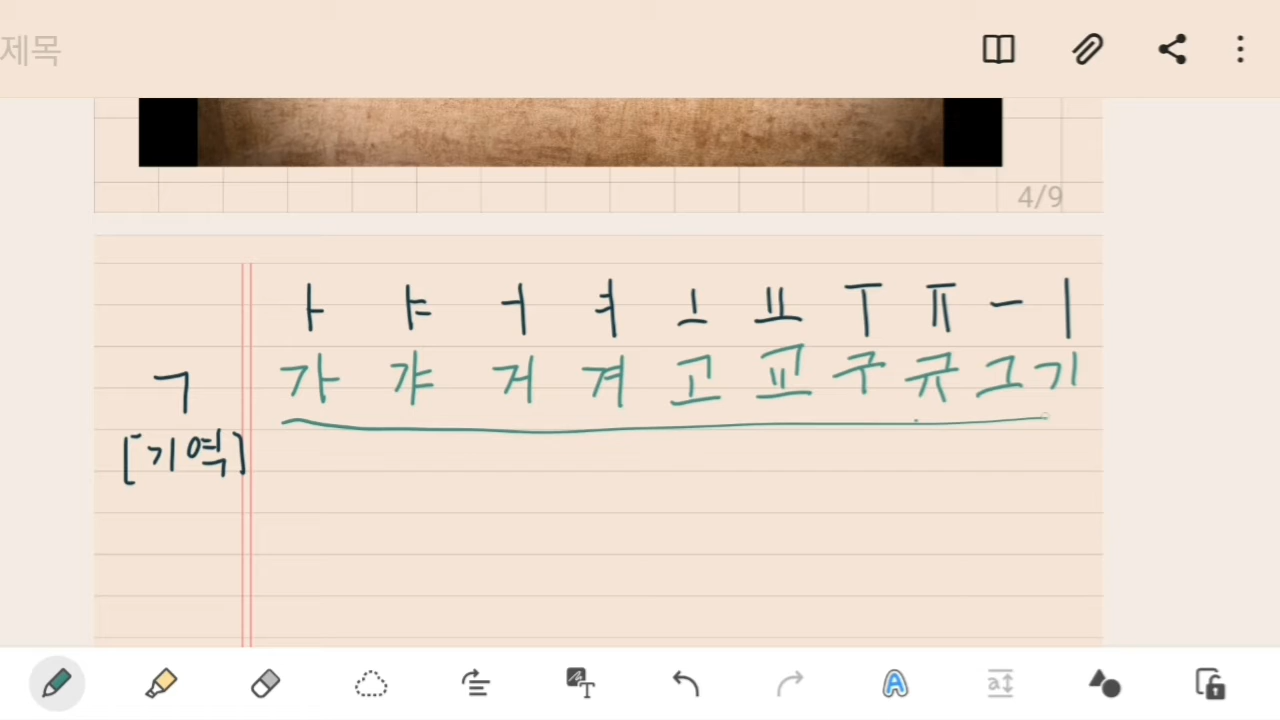 제목
4/9
ㅏ ㅑ ㅓ ㅕ ㅗ ㅛ ㅜ ㅠ ㅡ ㅣ
ㄱ 가 갸 거 겨 고 교 구 규 그 기
[기역]